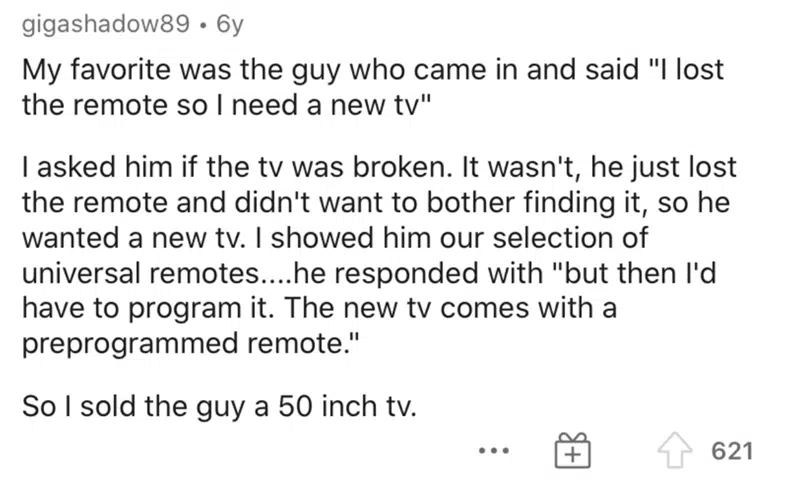 gigashadow89 • 6y
My favorite was the guy who came in and said "I lost
the remote so I need a new tv"
I asked him if the tv was broken. It wasn't, he just lost
the remote and didn't want to bother finding it, so he
wanted a new tv. I showed him our selection of
universal remotes....he responded with "but then I'd
have to program it. The new tv comes with a
preprogrammed remote."
So I sold the guy a 50 inch tv.
621